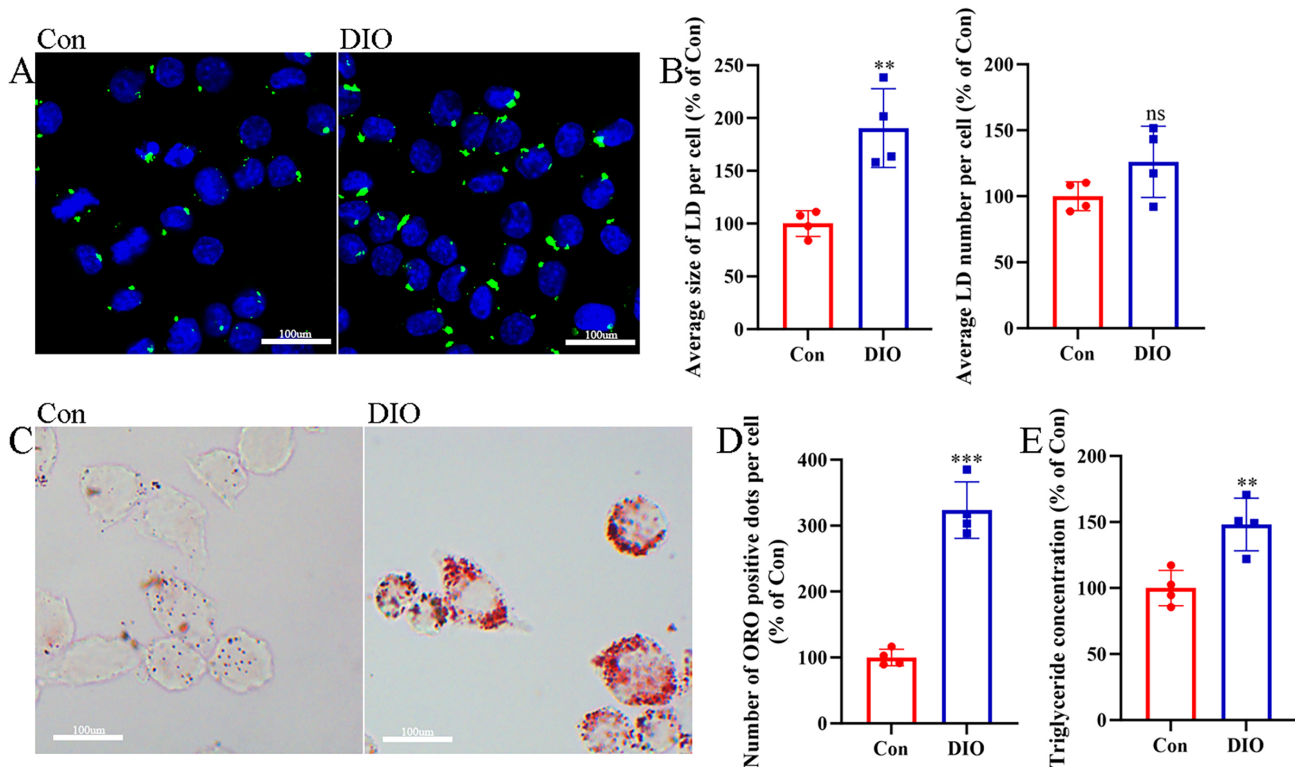 Con
DIO
A
100um
100um
B
Average size of LD per cell (% of Con)
250
200
150
100
50
0
**
Con
DIO
Average LD number per cell (% of Con)
200
150
100
50
0
ns
Con
DIO
Con
DIO
C
100um
100um
D
Number of ORO positive dots per cell
(% of Con)
400
300
200
100
0
***
Con
DIO
E
Triglyceride concentration (% of Con)
200
150
100
50
0
**
Con
DIO